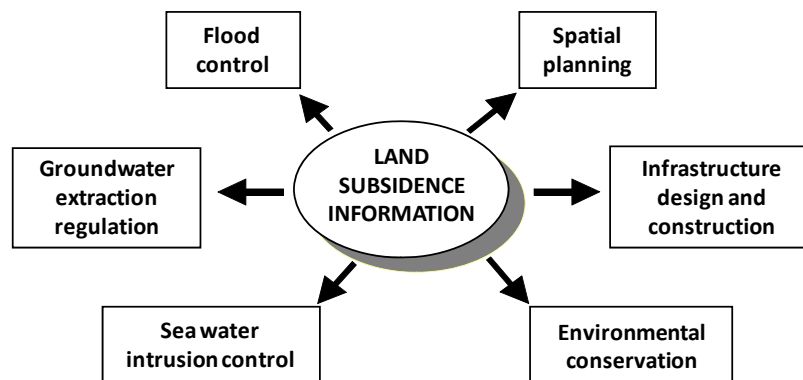 Flood
control
Spatial
planning
LAND
SUBSIDENCE
INFORMATION
Groundwater
extraction
regulation
Infrastructure
design and
construction
Sea water
intrusion control
Environmental
conservation